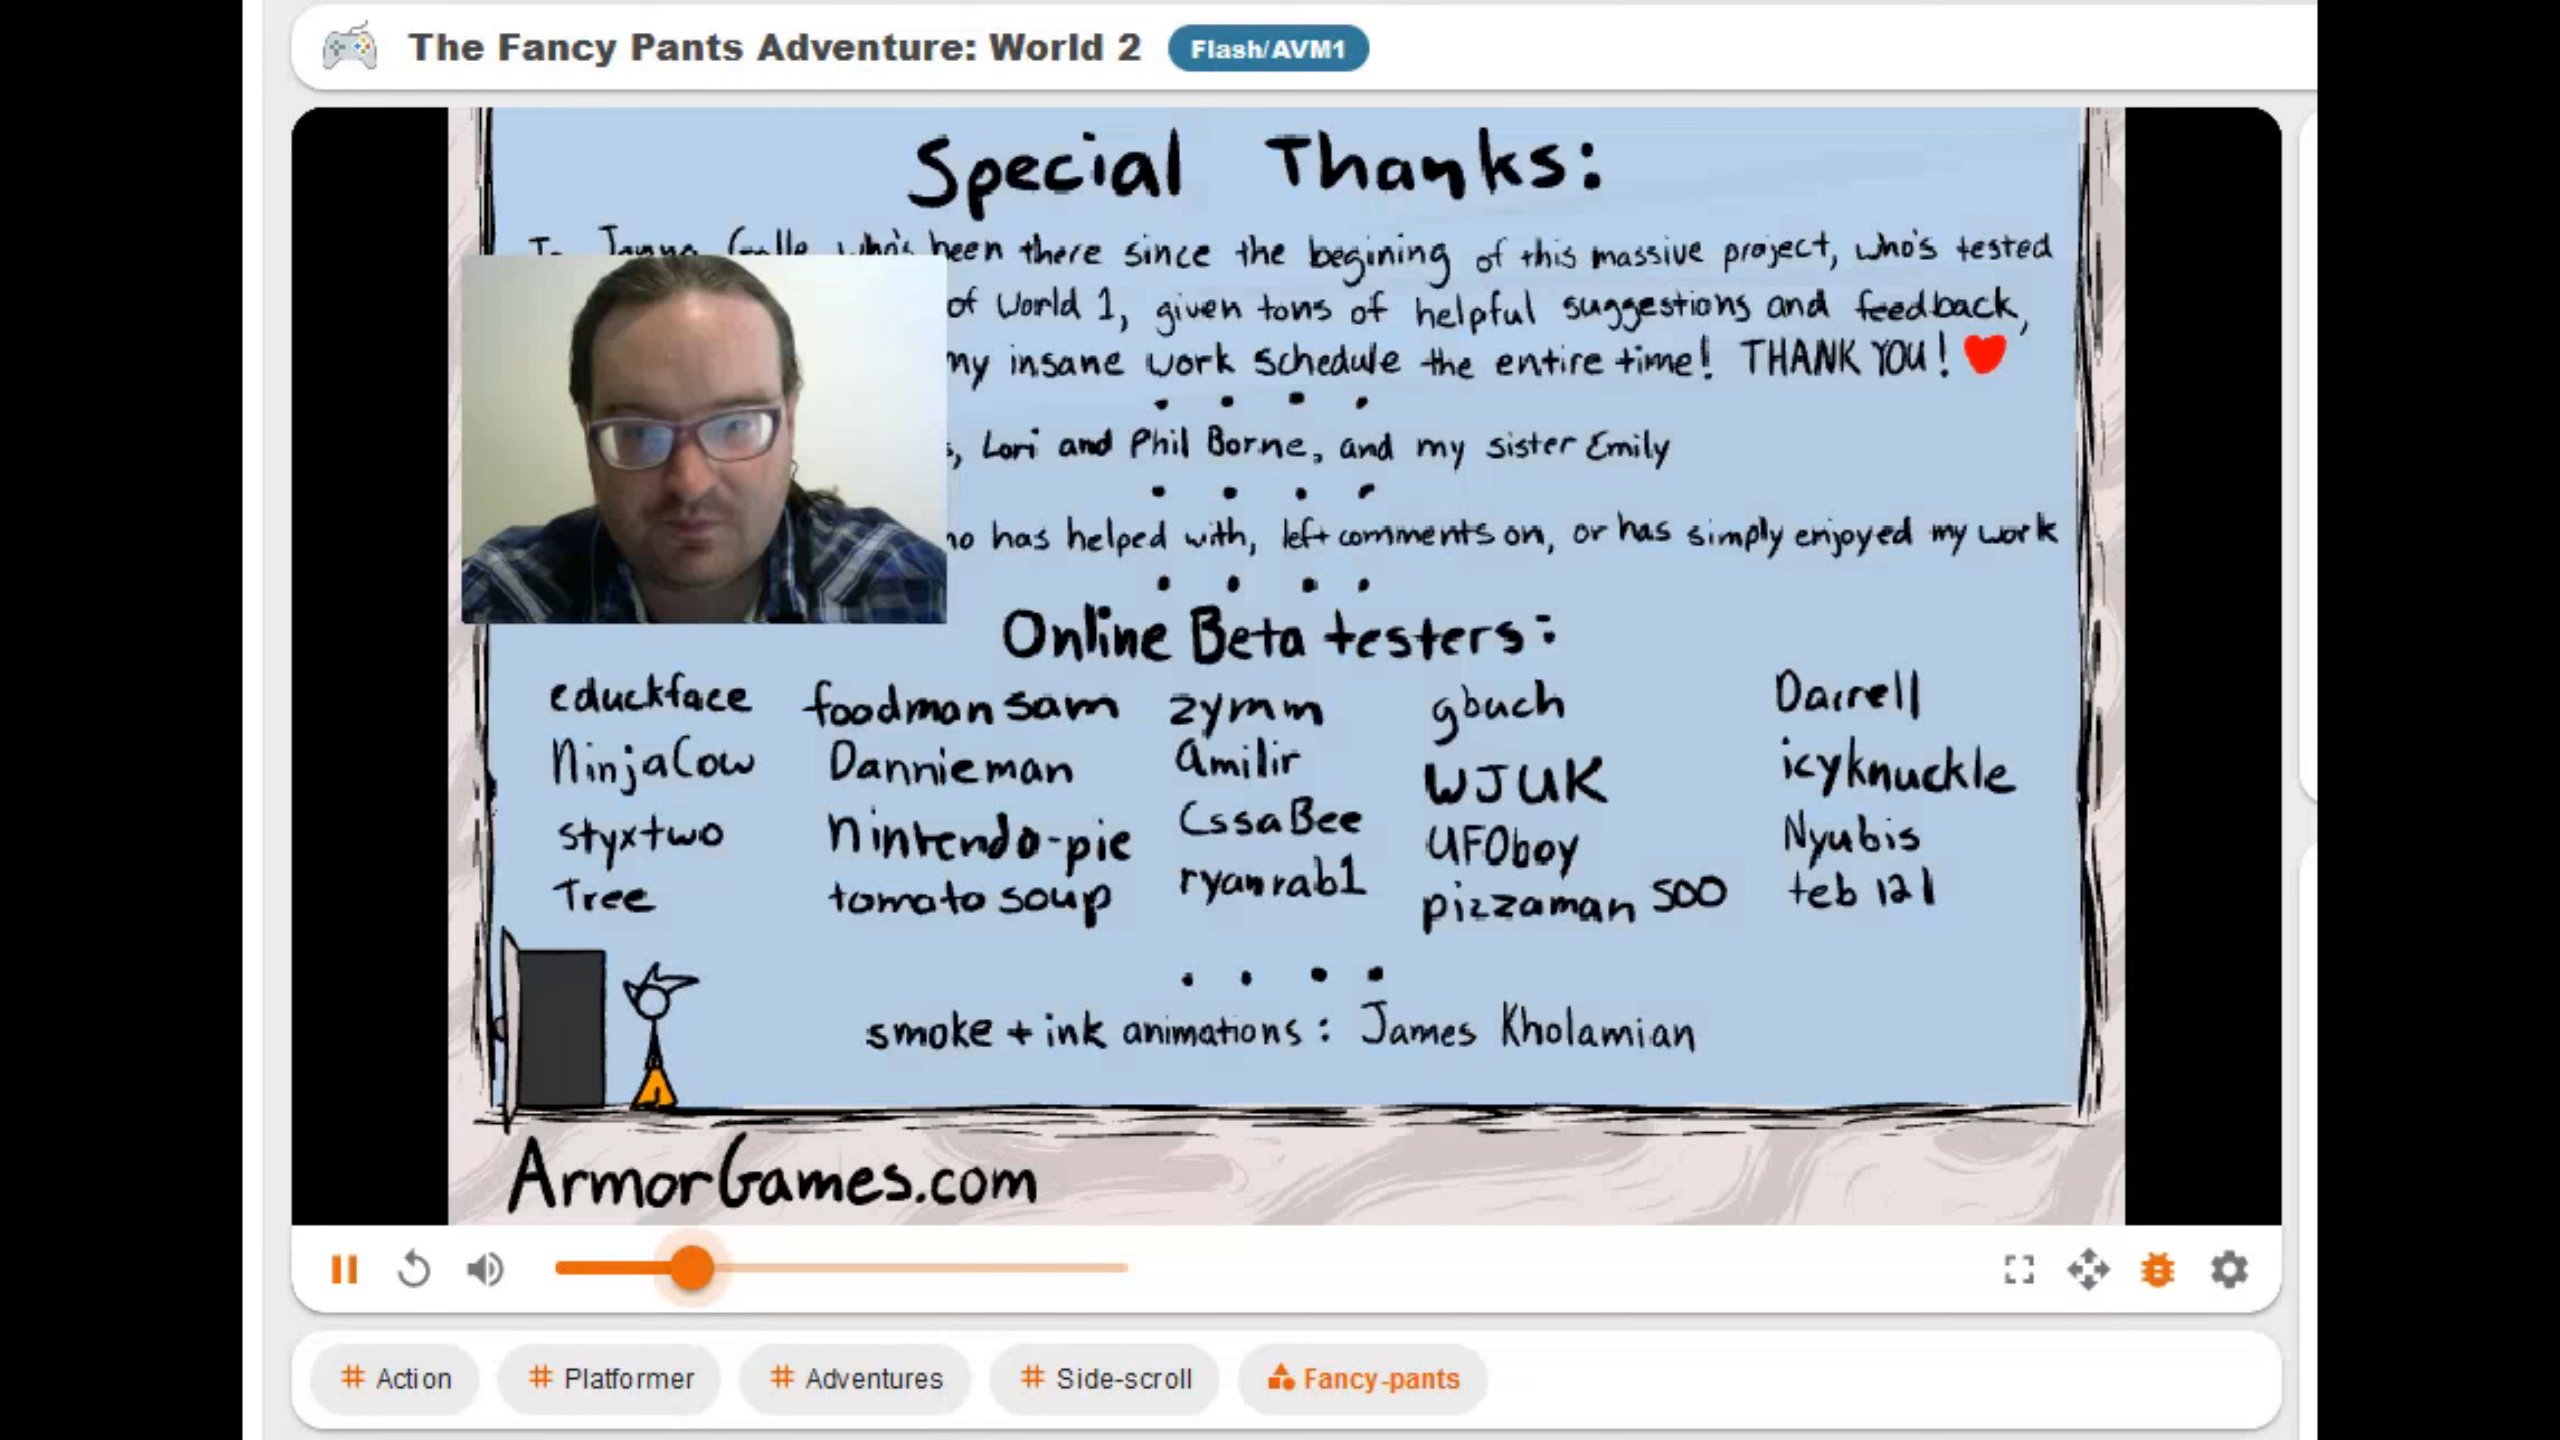 The Fancy Pants Adventure: World 2 Flash/AVM1
Special Thanks:
been there since the begining of this massive project, who's tested
of World 1, given tons of helpful suggestions and feedback,
my insane work schedule the entire time! THANK YOU!
Lori and Phil Borne, and my sister Emily
has helped with, left comments on, or has simply enjoyed my work
Online Beta testers:
educkface foodman sam zymm gbuch Darrell
NinjaCow Dannieman amilir WJUK icyknuckle
styxtwo nintendo-pie CssaBee UFOboy Nyubis
Tree tomato soup ryanrab1 pizzaman 500 teb 121
smoke + ink animations: James Kholamian
ArmorGames.com
# Action # Platformer # Adventures # Side-scroll Fancy-pants